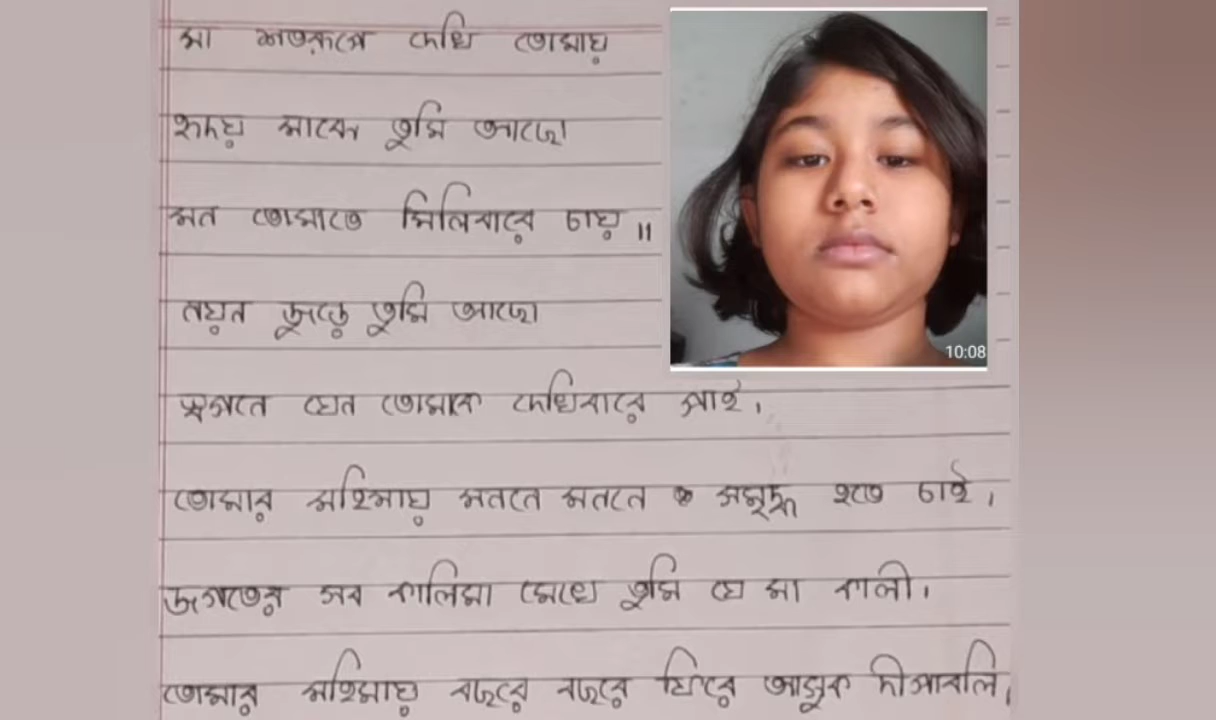 মা শতরূপে দেখি তোমায়
হৃদয় মাঝে তুমি আছো
মন তোমাতে মিলিবারে চায় ॥
নয়ন জুড়ে তুমি আছো
স্বপনে যেন তোমাক দেখিবারে পাই।
তোমার মহিমায় মননে মননে সমৃদ্ধ হতে চাই।
জগতের সব কালিমা মেখে তুমি যে মা কালী।
তোমার মহিমায় বছরে বছরে ফিরে আসুক দীপাবলি।
10:08